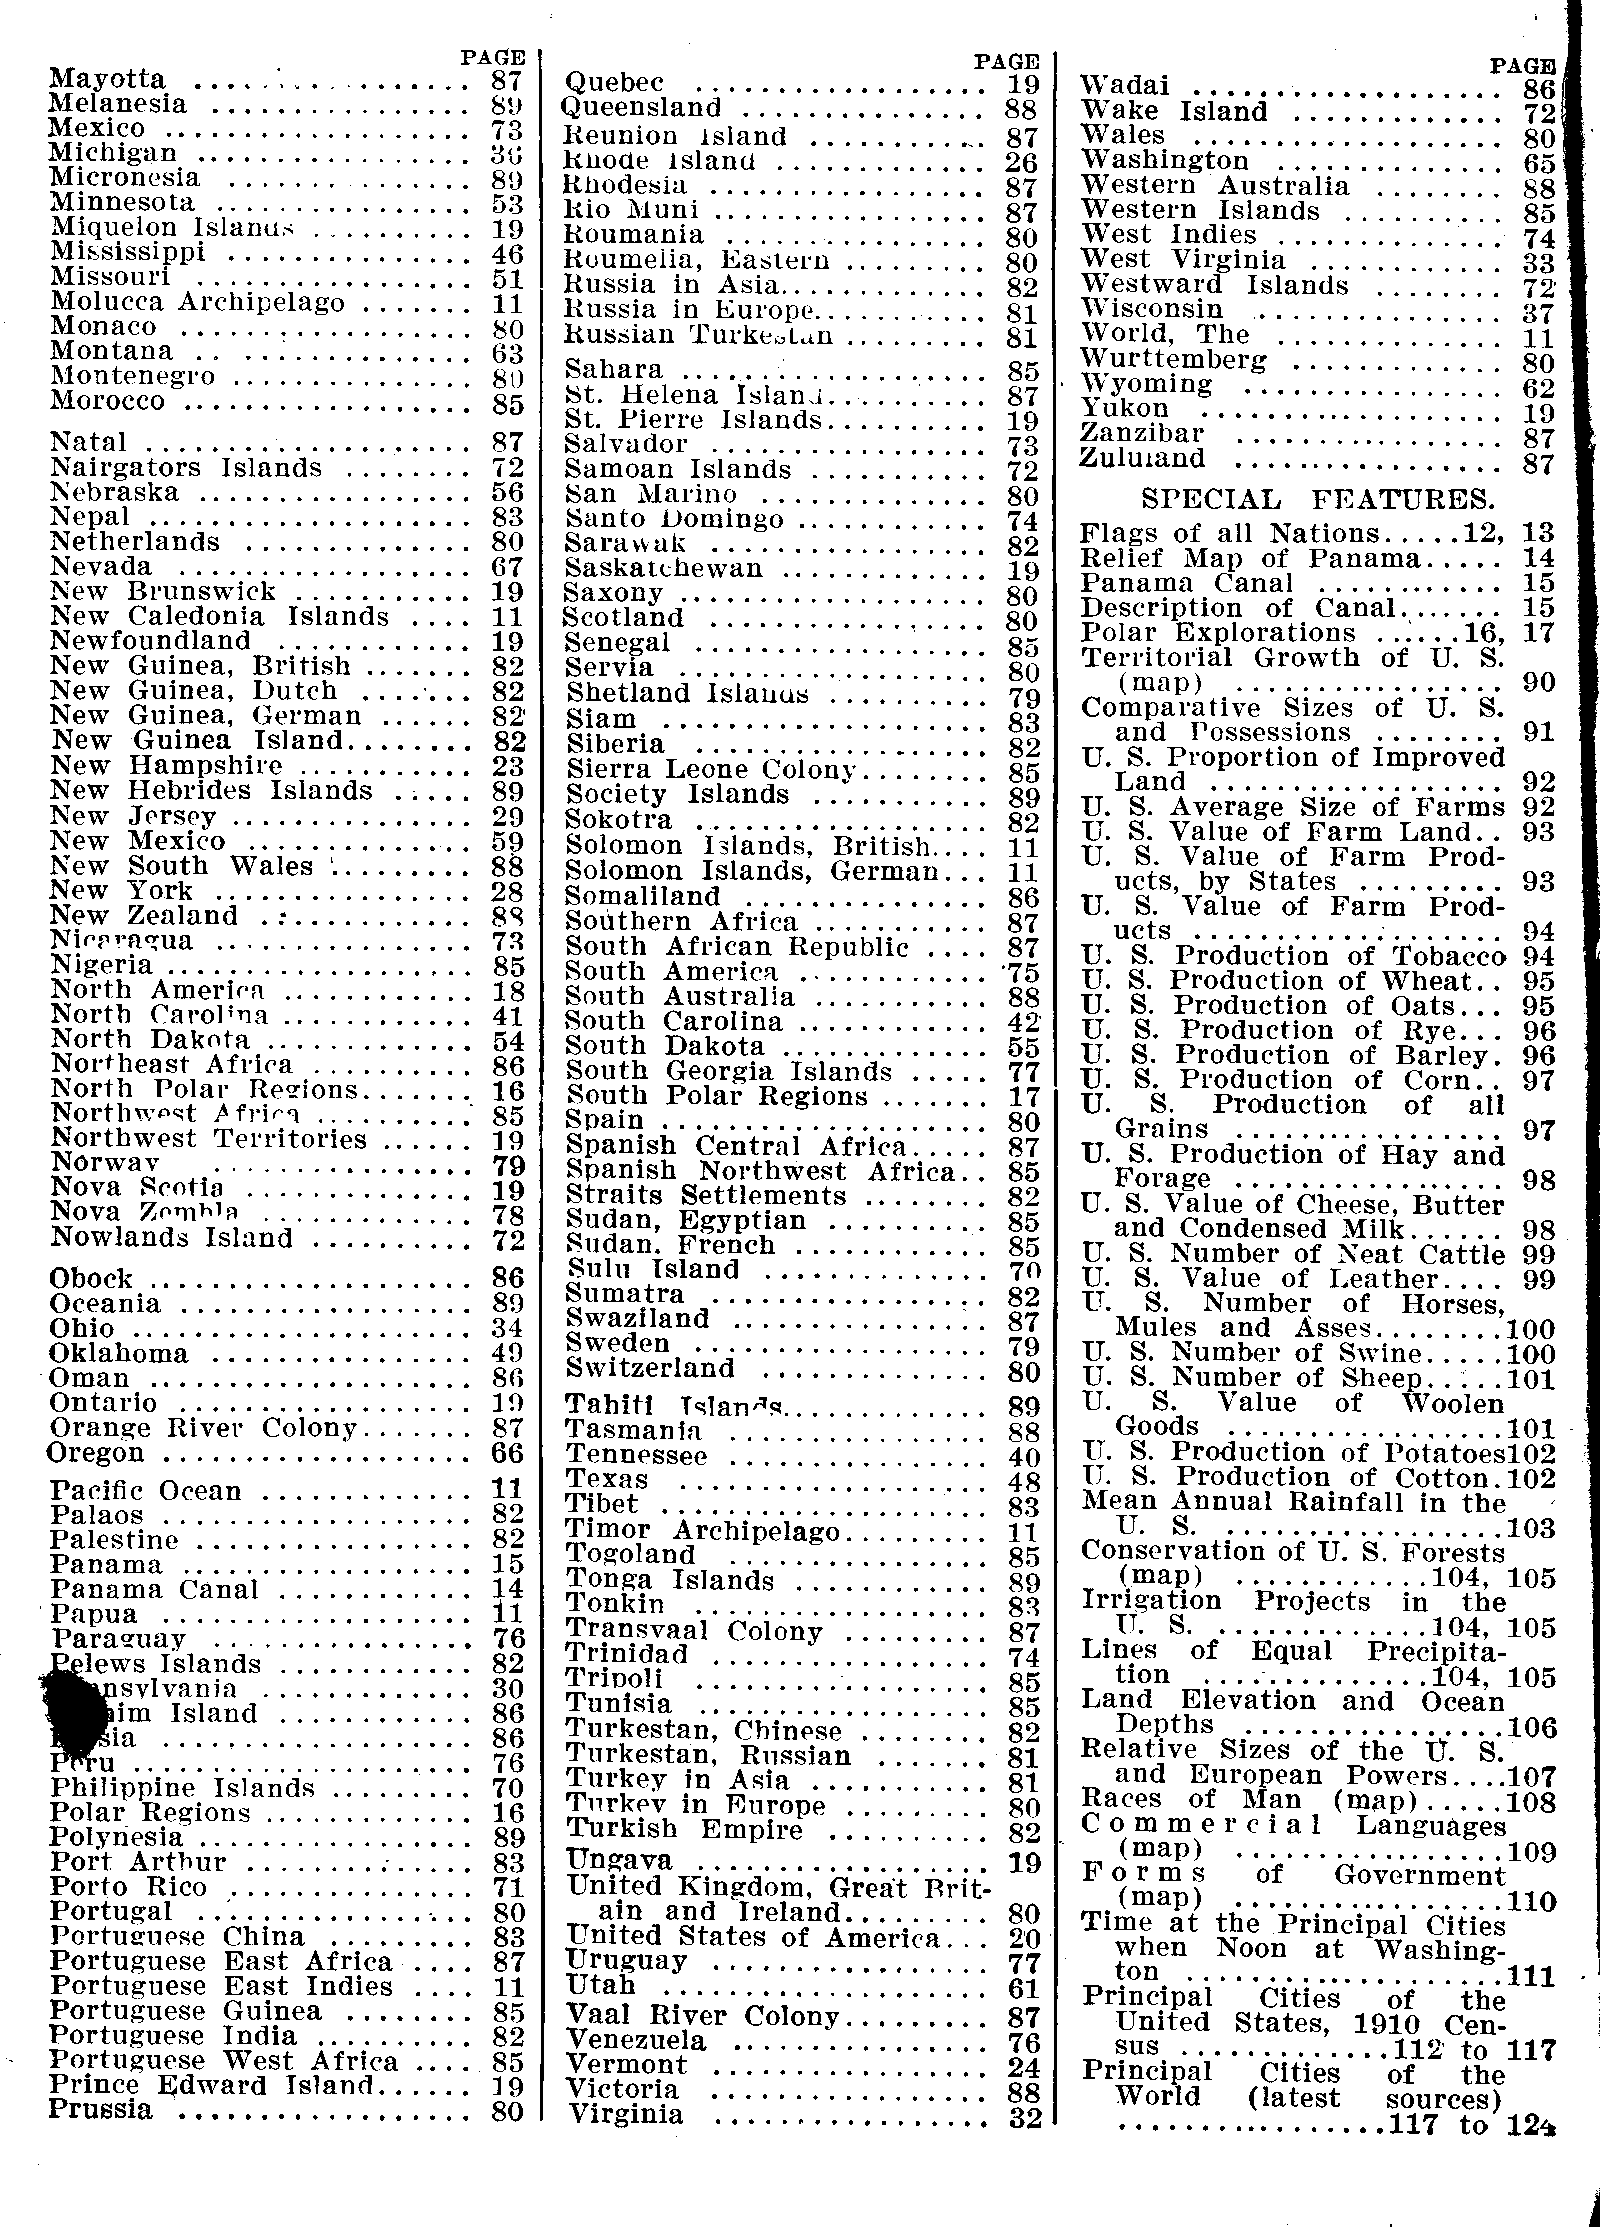 PAGE
Mayotta ................. 87
Melanesia ................. 89
Mexico .................... 73
Michigan .................. 36
Micronesia ................ 89
Minnesota ................. 53
Miquelon Islands .......... 19
Mississippi ............... 46
Missouri .................. 51
Molucca Archipelago ....... 11
Monaco .................... 80
Montana ................... 63
Montenegro ................ 80
Morocco ................... 85
Natal ..................... 87
Nairgators Islands ........ 72
Nebraska .................. 56
Nepal ..................... 83
Netherlands ............... 80
Nevada .................... 67
New Brunswick ............. 19
New Caledonia Islands .... 11
Newfoundland .............. 19
New Guinea, British ....... 82
New Guinea, Dutch ....... 82
New Guinea, German ...... 82
New Guinea Island........ 82
New Hampshire ........... 23
New Hebrides Islands ..... 89
New Jersey ................ 29
New Mexico ............... 59
New South Wales ......... 88
New York .................. 28
New Zealand .............. 88
Nicaragua ................. 73
Nigeria .................... 85
North America ............ 18
North Carolina ............ 41
North Dakota ............. 54
Northeast Africa .......... 86
North Polar Regions....... 16
Northwest Africa .......... 85
Northwest Territories ...... 19
Norway ................... 79
Nova Scotia ............... 19
Nova Zembla .............. 78
Nowlands Island .......... 72
Obock ..................... 86
Oceania ................... 89
Ohio ...................... 34
Oklahoma ................. 49
Oman ..................... 86
Ontario ................... 19
Orange River Colony....... 87
Oregon .................... 66
Pacific Ocean ............. 11
Palaos .................... 82
Palestine .................. 82
Panama ................... 15
Panama Canal ............ 14
Papua .................... 11
Paraguay ................. 76
Pelews Islands ............ 82
nsylvania .............. 30
im Island ............ 86
sia .................... 86
Peru ...................... 76
Philippine Islands ......... 70
Polar Regions ............. 16
Polynesia .................. 89
Port Arthur ............... 83
Porto Rico ................ 71
Portugal .................. 80
Portuguese China ......... 83
Portuguese East Africa .... 87
Portuguese East Indies .... 11
Portuguese Guinea ........ 85
Portuguese India .......... 82
Portuguese West Africa .... 85
Prince Edward Island...... 19
Prussia ................... 80
PAGE
Quebec ................... 19
Queensland ............... 88
Reunion Island ........... 87
Rhode Island .............. 26
Rhodesia .................. 87
Rio Muni .................. 87
Roumania ................. 80
Roumelia, Eastern ......... 80
Russia in Asia............. 82
Russia in Europe........... 81
Russian Turkestan ......... 81
Sahara .................... 85
St. Helena Island.......... 87
St. Pierre Islands.......... 19
Salvador .................. 73
Samoan Islands ........... 72
San Marino ............... 80
Santo Domingo ............ 74
Sarawak .................. 82
Saskatchewan ............. 19
Saxony .................... 80
Scotland .................. 80
Senegal ................... 85
Servia .................... 80
Shetland Islands .......... 79
Siam ...................... 83
Siberia ................... 82
Sierra Leone Colony........ 85
Society Islands ........... 89
Sokotra ................... 82
Solomon Islands, British.... 11
Solomon Islands, German... 11
Somaliland ................ 86
Southern Africa ........... 87
South African Republic .... 87
South America ............ 75
South Australia ........... 88
South Carolina ............ 42
South Dakota ............. 55
South Georgia Islands ..... 77
South Polar Regions ....... 17
Spain ..................... 80
Spanish Central Africa..... 87
Spanish Northwest Africa.. 85
Straits Settlements ........ 82
Sudan, Egyptian .......... 85
Sudan, French ............ 85
Sulu Island ............... 70
Sumatra .................. 82
Swaziland ................. 87
Sweden ................... 79
Switzerland ............... 80
Tahiti Islands............. 89
Tasmania ................. 88
Tennessee ................. 40
Texas .................... 48
Tibet ..................... 83
Timor Archipelago......... 11
Togoland ................. 85
Tonga Islands ............ 89
Tonkin ................... 83
Transvaal Colony ......... 87
Trinidad .................. 74
Tripoli ................... 85
Tunisia ................... 85
Turkestan, Chinese ........ 82
Turkestan, Russian ....... 81
Turkey in Asia ........... 81
Turkey in Europe ......... 80
Turkish Empire .......... 82
Ungava ................... 19
United Kingdom, Great Brit-
ain and Ireland......... 80
United States of America... 20
Uruguay .................. 77
Utah ..................... 61
Vaal River Colony......... 87
Venezuela ................. 76
Vermont .................. 24
Victoria .................. 88
Virginia .................. 32
PAGE
Wadai .................... 86
Wake Island ............. 72
Wales .................... 80
Washington ............... 65
Western Australia ........ 88
Western Islands .......... 85
West Indies ............... 74
West Virginia ............. 33
Westward Islands ........ 72
Wisconsin ................ 37
World, The ............... 11
Wurttemberg .............. 80
Wyoming ................. 62
Yukon .................... 19
Zanzibar ................. 87
Zululand ................. 87
SPECIAL FEATURES.
Flags of all Nations.....12, 13
Relief Map of Panama..... 14
Panama Canal ............ 15
Description of Canal....... 15
Polar Explorations ......16, 17
Territorial Growth of U. S.
(map) ................. 90
Comparative Sizes of U. S.
and Possessions ........ 91
U. S. Proportion of Improved
Land ................... 92
U. S. Average Size of Farms 92
U. S. Value of Farm Land.. 93
U. S. Value of Farm Prod-
ucts, by States ......... 93
U. S. Value of Farm Prod-
ucts .................... 94
U. S. Production of Tobacco 94
U. S. Production of Wheat.. 95
U. S. Production of Oats... 95
U. S. Production of Rye... 96
U. S. Production of Barley. 96
U. S. Production of Corn.. 97
U. S. Production of all
Grains ................. 97
U. S. Production of Hay and
Forage ................. 98
U. S. Value of Cheese, Butter
and Condensed Milk...... 98
U. S. Number of Neat Cattle 99
U. S. Value of Leather.... 99
U. S. Number of Horses,
Mules and Asses........100
U. S. Number of Swine.....100
U. S. Number of Sheep.....101
U. S. Value of Woolen
Goods ..................101
U. S. Production of Potatoes102
U. S. Production of Cotton.102
Mean Annual Rainfall in the
U. S. ..................103
Conservation of U. S. Forests
(map) ............104, 105
Irrigation Projects in the
U. S. ..............104, 105
Lines of Equal Precipita-
tion ...............104, 105
Land Elevation and Ocean
Depths .................106
Relative Sizes of the U. S.
and European Powers....107
Races of Man (map).....108
Commercial Languages
(map) .................109
Forms of Government
(map) .................110
Time at the Principal Cities
when Noon at Washing-
ton ....................111
Principal Cities of the
United States, 1910 Cen-
sus ...............112 to 117
Principal Cities of the
World (latest sources)
.................117 to 124